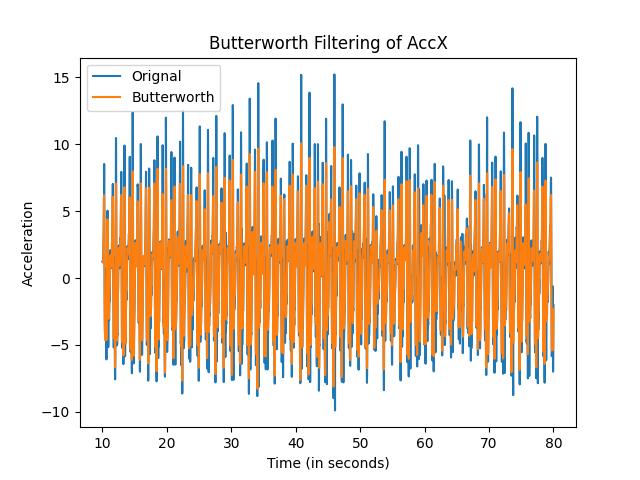 Butterworth Filtering of AccX
Orignal
Butterworth
15
10
5
0
−5
−10
Acceleration
10 20 30 40 50 60 70 80
Time (in seconds)